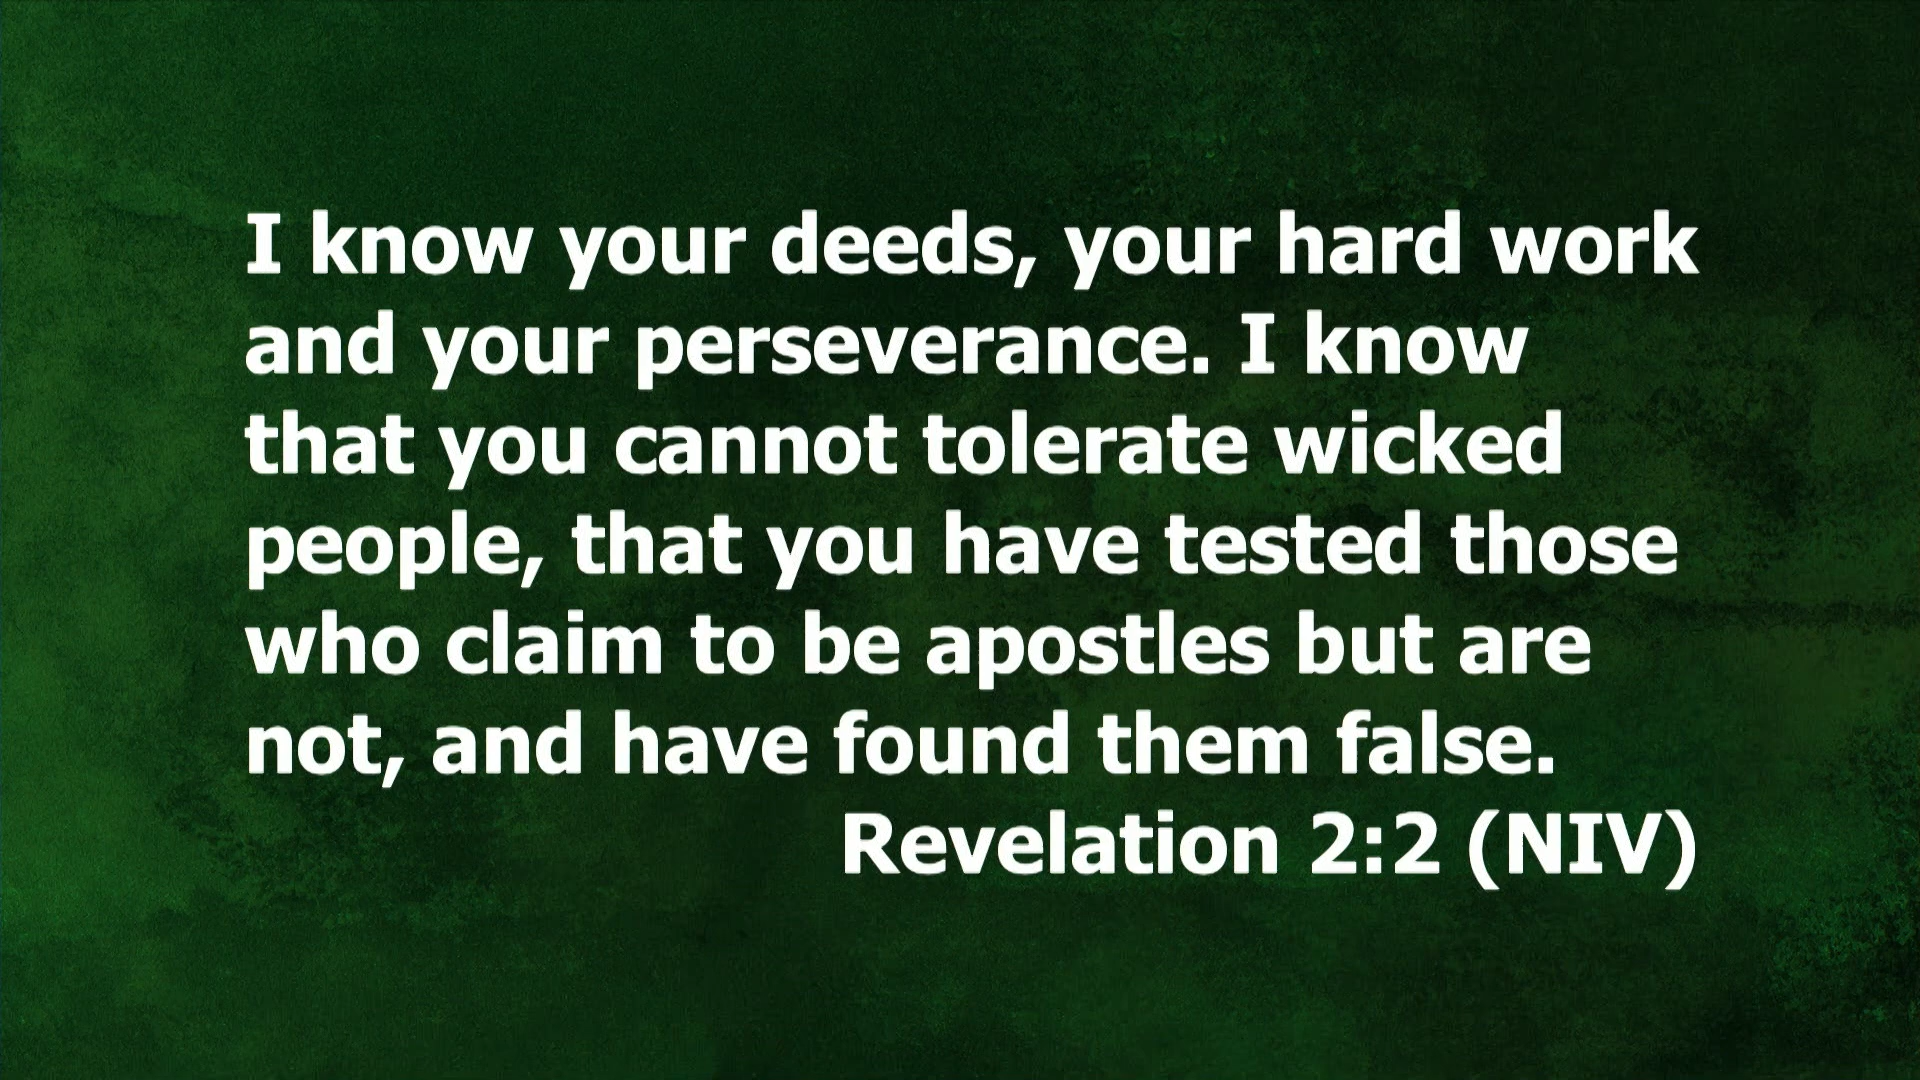 I know your deeds, your hard work
and your perseverance. I know
that you cannot tolerate wicked
people, that you have tested those
who claim to be apostles but are
not, and have found them false.
Revelation 2:2 (NIV)